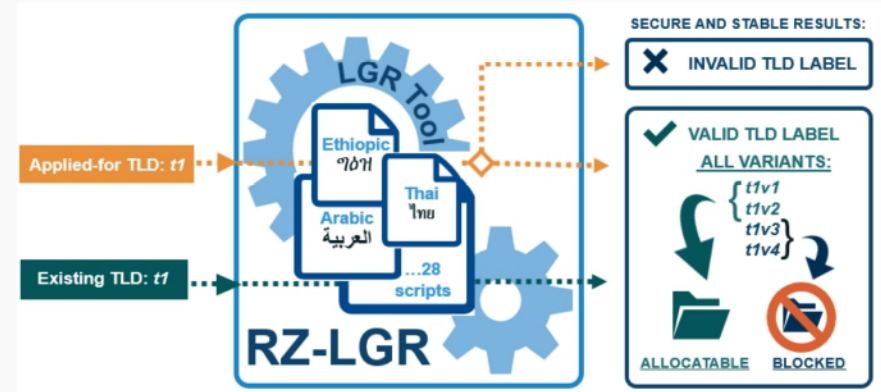 SECURE AND STABLE RESULTS:
INVALID TLD LABEL
LGR Tool
Applied-for TLD: t1
Ethiopic
ግዕዝ
Thai
ไทย
Arabic
العربية
...28
scripts
Existing TLD: t1
RZ-LGR
VALID TLD LABEL
ALL VARIANTS:
t1v1
t1v2
t1v3
t1v4
ALLOCATABLE
BLOCKED